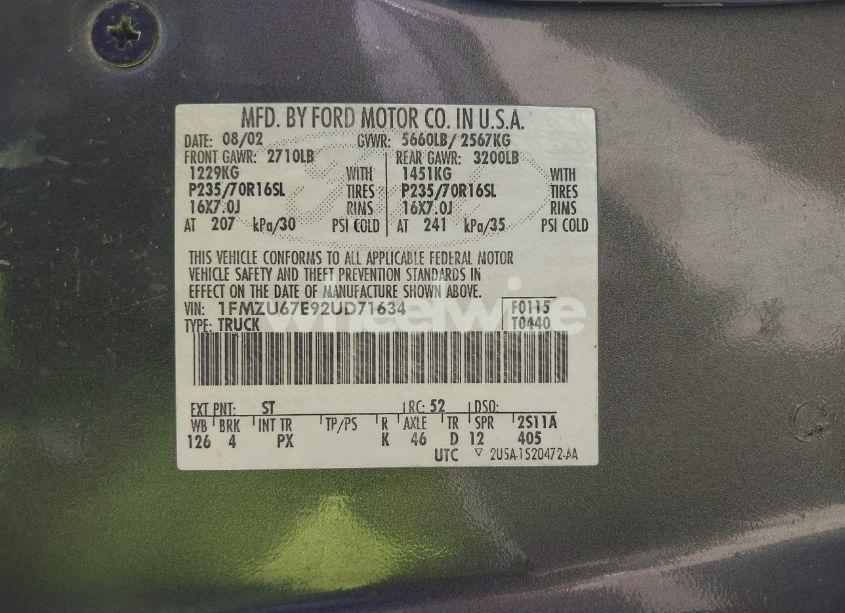 MFD. BY FORD MOTOR CO. IN U.S.A.
DATE: 08/02 GVWR: 5660LB/ 2567KG
FRONT GAWR: 2710LB REAR GAWR: 3200LB
1229KG WITH 1451KG WITH
P235/70R16SL TIRES P235/70R16SL TIRES
16X7.0J RIMS 16X7.0J RIMS
AT 207 kPa/30 PSI COLD AT 241 kPa/35 PSI COLD
THIS VEHICLE CONFORMS TO ALL APPLICABLE FEDERAL MOTOR
VEHICLE SAFETY AND THEFT PREVENTION STANDARDS IN
EFFECT ON THE DATE OF MANUFACTURE SHOWN ABOVE.
VIN: 1FMZU67E92UD71634 F0115
TYPE: TRUCK T0440
wheelwire
EXT PNT: ST RC: 52 DSO:
WB BRK INT TR TP/PS R AXLE TR SPR 2S11A
126 4 PX K 46 D 12 405
UTC ▽ 2U5A-1520472-AA